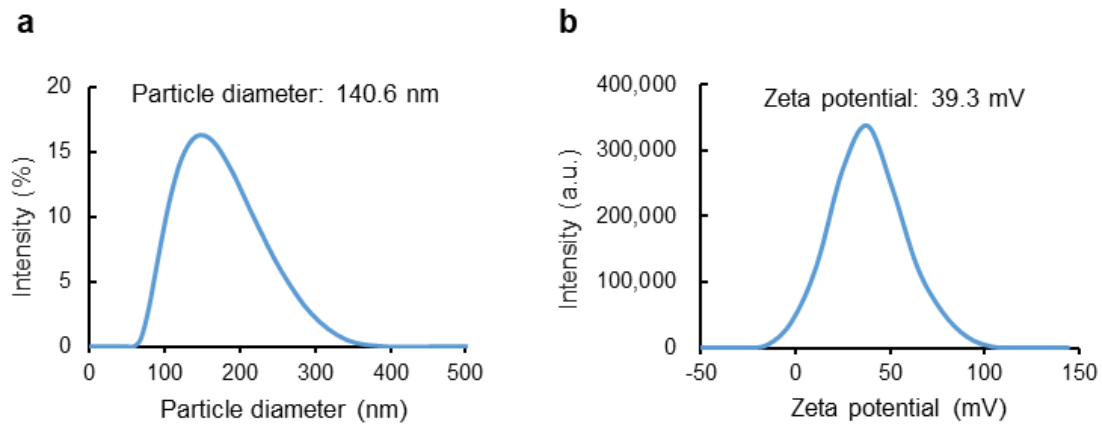 a
Particle diameter: 140.6 nm
Intensity (%)
20
15
10
5
0
0 100 200 300 400 500
Particle diameter (nm)
b
Zeta potential: 39.3 mV
Intensity (a.u.)
400,000
300,000
200,000
100,000
0
-50 0 50 100 150
Zeta potential (mV)